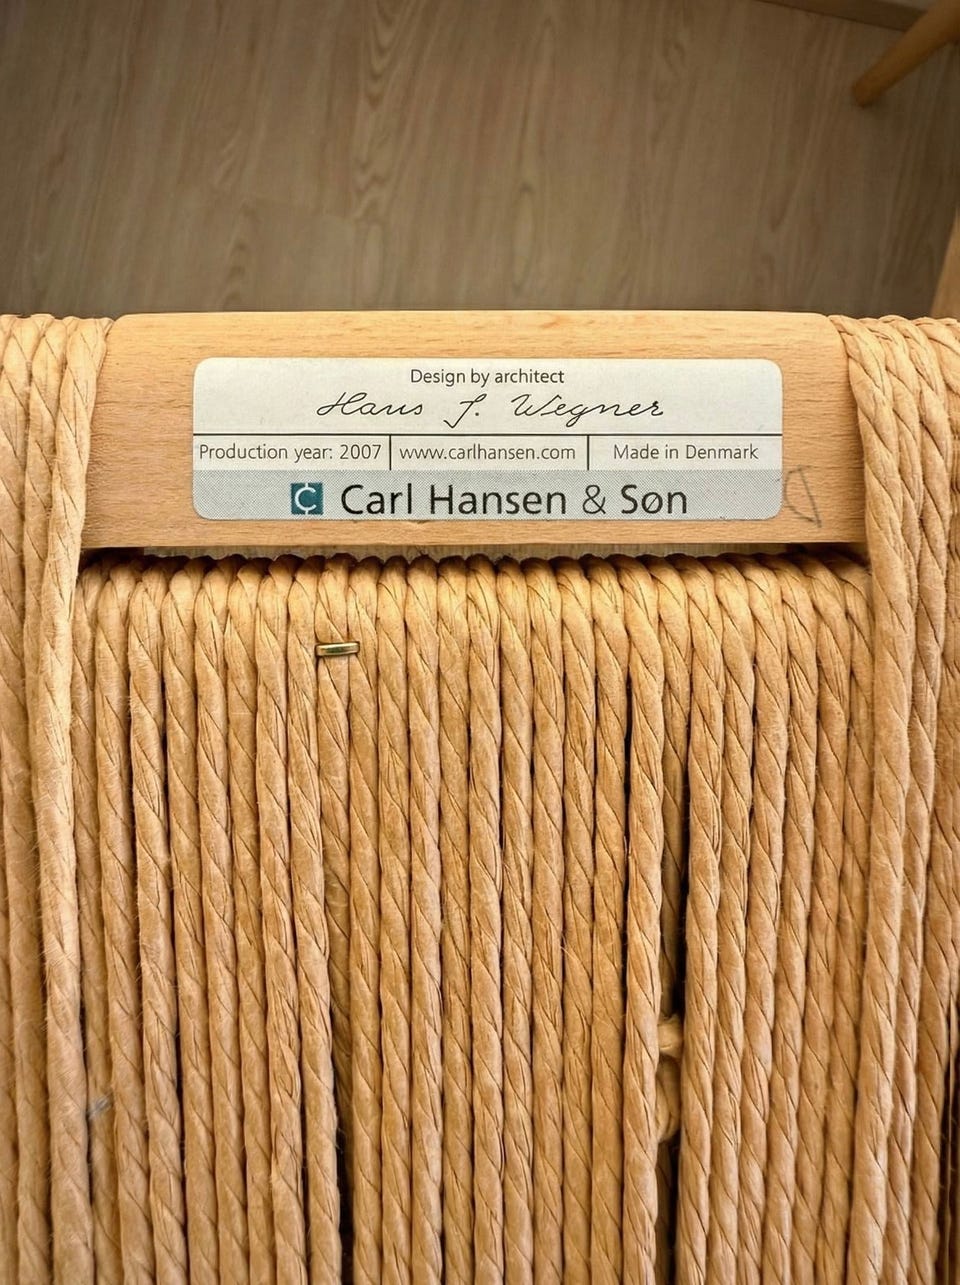 Design by architect
Hans J. Wegner
Production year: 2007 www.carlhansen.com Made in Denmark
Carl Hansen & Søn